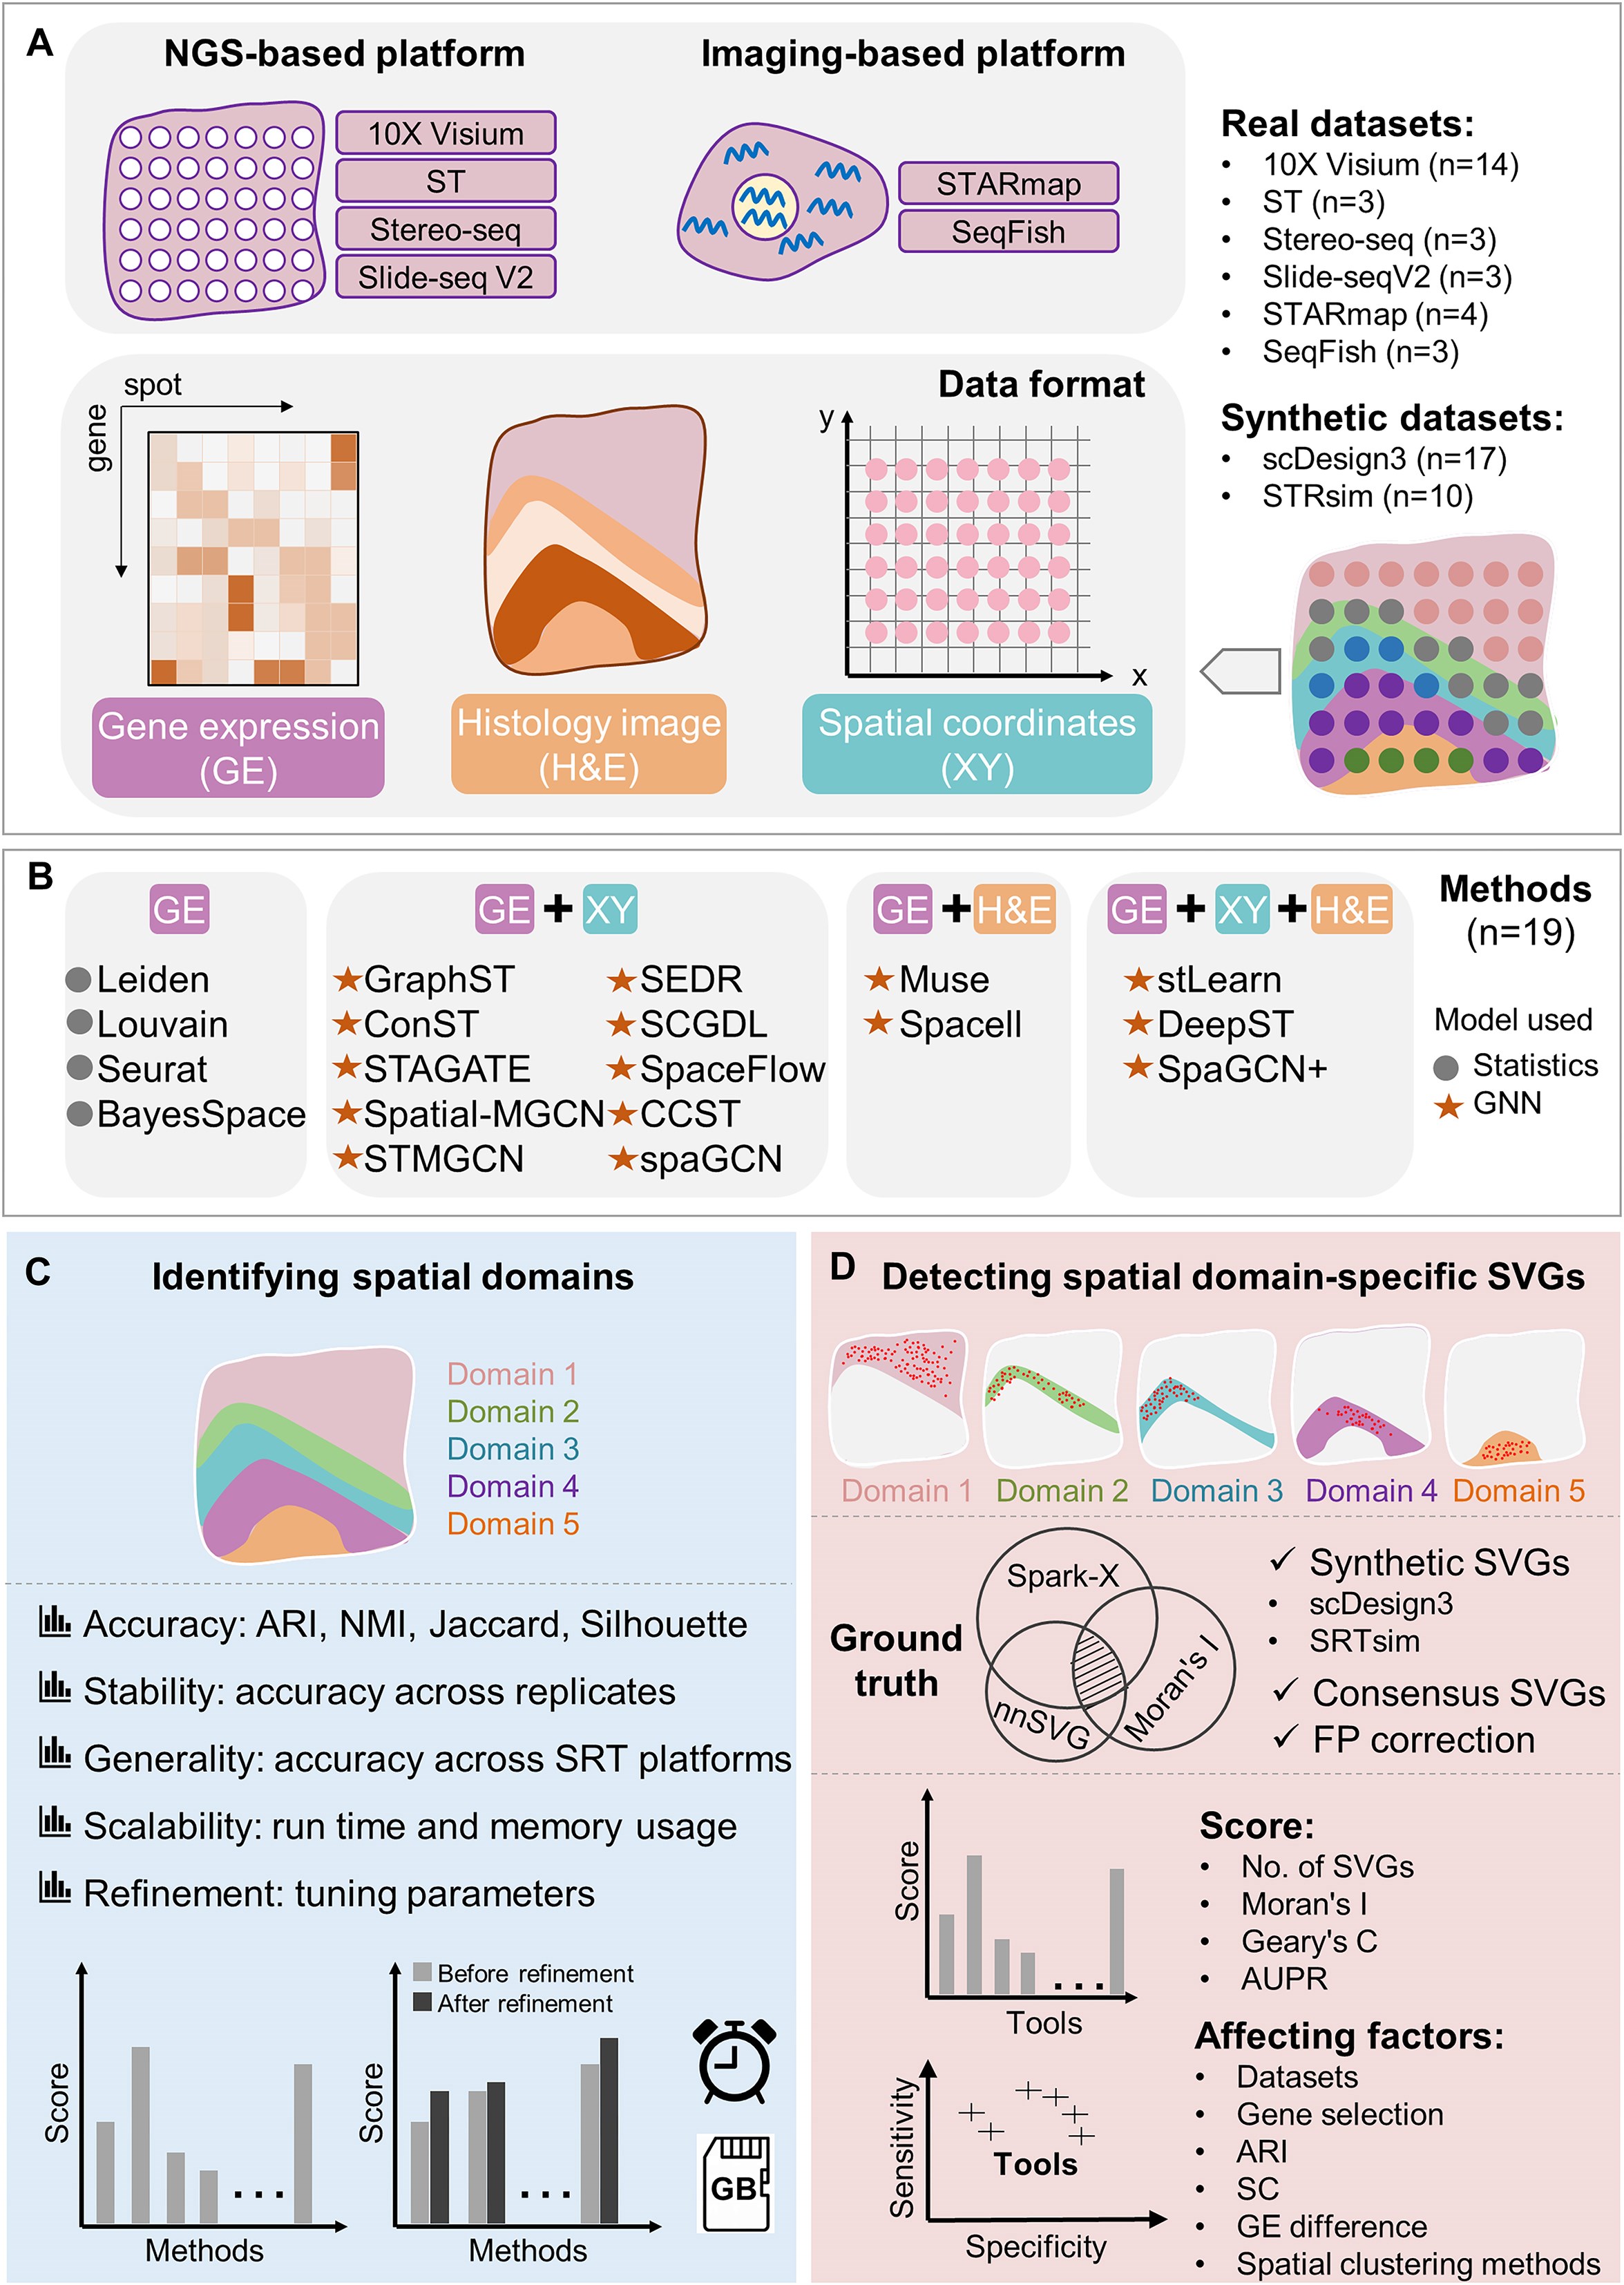 A
NGS-based platform
10X Visium
ST
Stereo-seq
Slide-seq V2
Imaging-based platform
STARmap
SeqFish
Real datasets:
• 10X Visium (n=14)
• ST (n=3)
• Stereo-seq (n=3)
• Slide-seqV2 (n=3)
• STARmap (n=4)
• SeqFish (n=3)
Synthetic datasets:
• scDesign3 (n=17)
• STRsim (n=10)
Data format
spot
gene
Gene expression
(GE)
Histology image
(H&E)
y
x
Spatial coordinates
(XY)
B
GE
Leiden
Louvain
Seurat
BayesSpace
GE + XY
GraphST
ConST
STAGATE
Spatial-MGCN
STMGCN
SEDR
SCGDL
SpaceFlow
CCST
spaGCN
GE + H&E
Muse
Spacell
GE + XY + H&E
stLearn
DeepST
SpaGCN+
Methods
(n=19)
Model used
Statistics
GNN
C
Identifying spatial domains
Domain 1
Domain 2
Domain 3
Domain 4
Domain 5
Accuracy: ARI, NMI, Jaccard, Silhouette
Stability: accuracy across replicates
Generality: accuracy across SRT platforms
Scalability: run time and memory usage
Refinement: tuning parameters
Score
...
Methods
Before refinement
After refinement
Score
...
Methods
GB
D
Detecting spatial domain-specific SVGs
Domain 1
Domain 2
Domain 3
Domain 4
Domain 5
Ground
truth
Spark-X
nnSVG
Moran's I
✓ Synthetic SVGs
• scDesign3
• SRTsim
✓ Consensus SVGs
✓ FP correction
Score
...
Tools
Score:
• No. of SVGs
• Moran's I
• Geary's C
• AUPR
Sensitivity
Tools
Specificity
Affecting factors:
• Datasets
• Gene selection
• ARI
• SC
• GE difference
• Spatial clustering methods